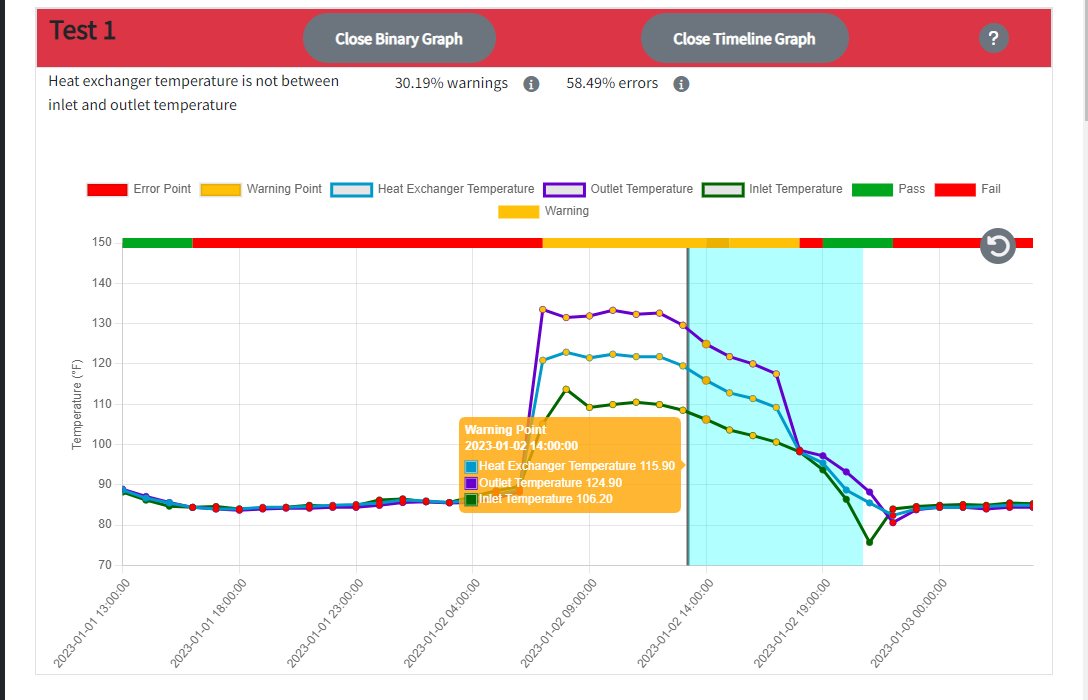 Test 1
Close Binary Graph
Close Timeline Graph
?
Heat exchanger temperature is not between
inlet and outlet temperature
30.19% warnings
58.49% errors
Error Point
Warning Point
Heat Exchanger Temperature
Outlet Temperature
Inlet Temperature
Pass
Fail
Warning
150
140
130
120
110
100
90
80
70
Temperature (°F)
Warning Point
2023-01-02 14:00:00
Heat Exchanger Temperature 115.90
Outlet Temperature 124.90
Inlet Temperature 106.20
2023-01-01 13:00:00
2023-01-01 18:00:00
2023-01-01 23:00:00
2023-01-02 04:00:00
2023-01-02 09:00:00
2023-01-02 14:00:00
2023-01-02 19:00:00
2023-01-03 00:00:00